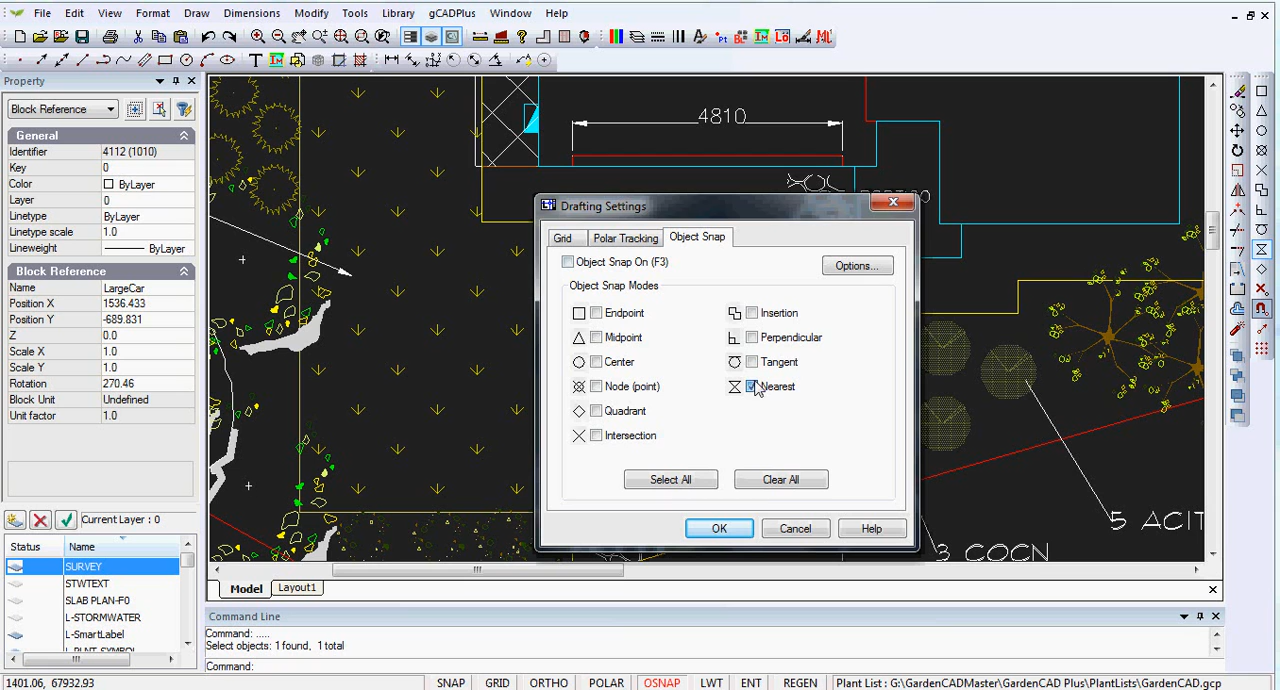 File Edit View Format Draw Dimensions Modify Tools Library gCADPlus Window Help
Property
Block Reference
General
Identifier 4112 (1010)
Key 0
Color ByLayer
Layer 0
Linetype ByLayer
Linetype scale 1.0
Lineweight ByLayer
Block Reference
Name LargeCar
Position X 1536.433
Position Y -689.831
Z 0.0
Scale X 1.0
Scale Y 1.0
Rotation 270.46
Block Unit Undefined
Unit factor 1.0
Current Layer : 0
Status Name
SURVEY
STWTEXT
SLAB PLAN-F0
L-STORMWATER
L-SmartLabel
L-PLNT-SYMBOL
4810
Drafting Settings
Grid Polar Tracking Object Snap
Object Snap On (F3)
Options...
Object Snap Modes
Endpoint Insertion
Midpoint Perpendicular
Center Tangent
Node (point) Nearest
Quadrant
Intersection
Select All Clear All
OK Cancel Help
5 ACIT
3 COCN
Model Layout1
Command Line
Command: .....
Select objects: 1 found, 1 total
Command:
1401.06, 67932.93 SNAP GRID ORTHO POLAR OSNAP LWT ENT REGEN Plant List : G:\GardenCADMaster\GardenCAD Plus\PlantLists\GardenCAD.gcp